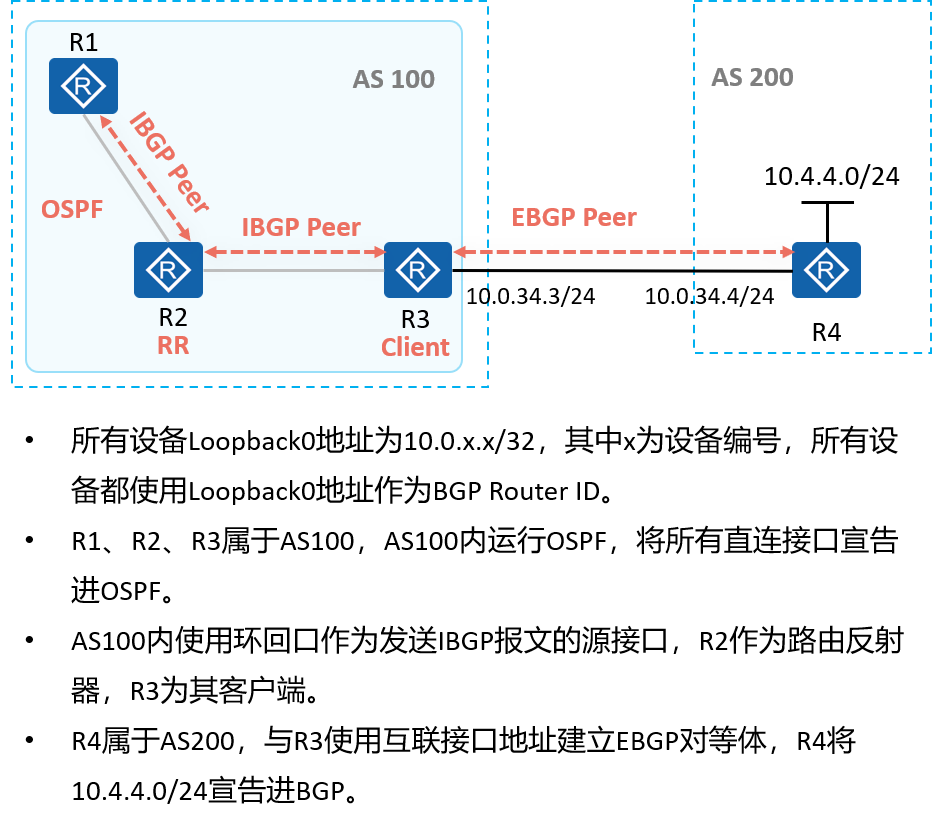 R1
AS 100
AS 200
IBGP Peer
10.4.4.0/24
OSPF
IBGP Peer
EBGP Peer
R
R
R
R
10.0.34.3/24
10.0.34.4/24
R2
RR
R3
Client
R4
• 所有设备Loopback0地址为10.0.x.x/32，其中x为设备编号，所有设
备都使用Loopback0地址作为BGP Router ID。
• R1、R2、R3属于AS100，AS100内运行OSPF，将所有直连接口宣告
进OSPF。
• AS100内使用环回口作为发送IBGP报文的源接口，R2作为路由反射
器，R3为其客户端。
• R4属于AS200，与R3使用互联接口地址建立EBGP对等体，R4将
10.4.4.0/24宣告进BGP。